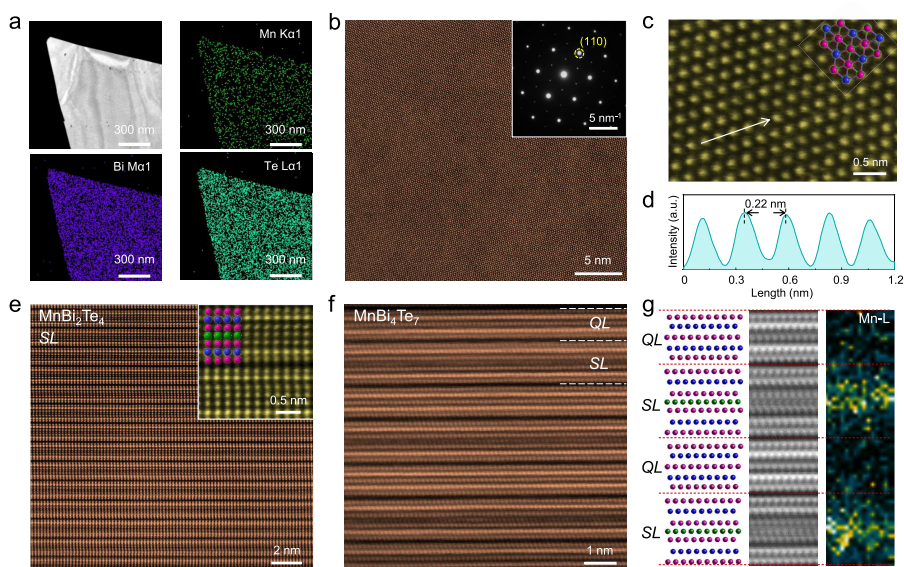 a
Mn Kα1
300 nm
300 nm
Bi Mα1
Te Lα1
300 nm
300 nm
b
(110)
5 nm⁻¹
5 nm
c
0.5 nm
d
Intensity (a.u.)
0.22 nm
0 0.3 0.6 0.9 1.2
Length (nm)
e
MnBi₂Te₄
SL
0.5 nm
2 nm
f
MnBi₄Te₇
QL
SL
1 nm
g
Mn-L
QL
SL
QL
SL